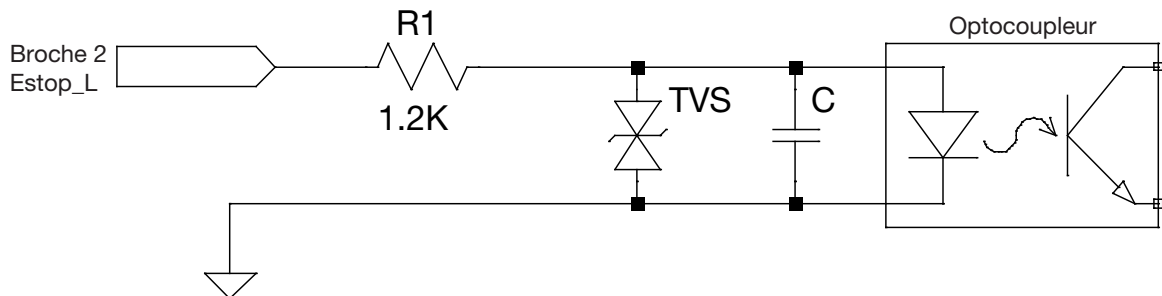 R1
Optocoupleur
Broche 2
Estop_L
TVS
C
1.2K